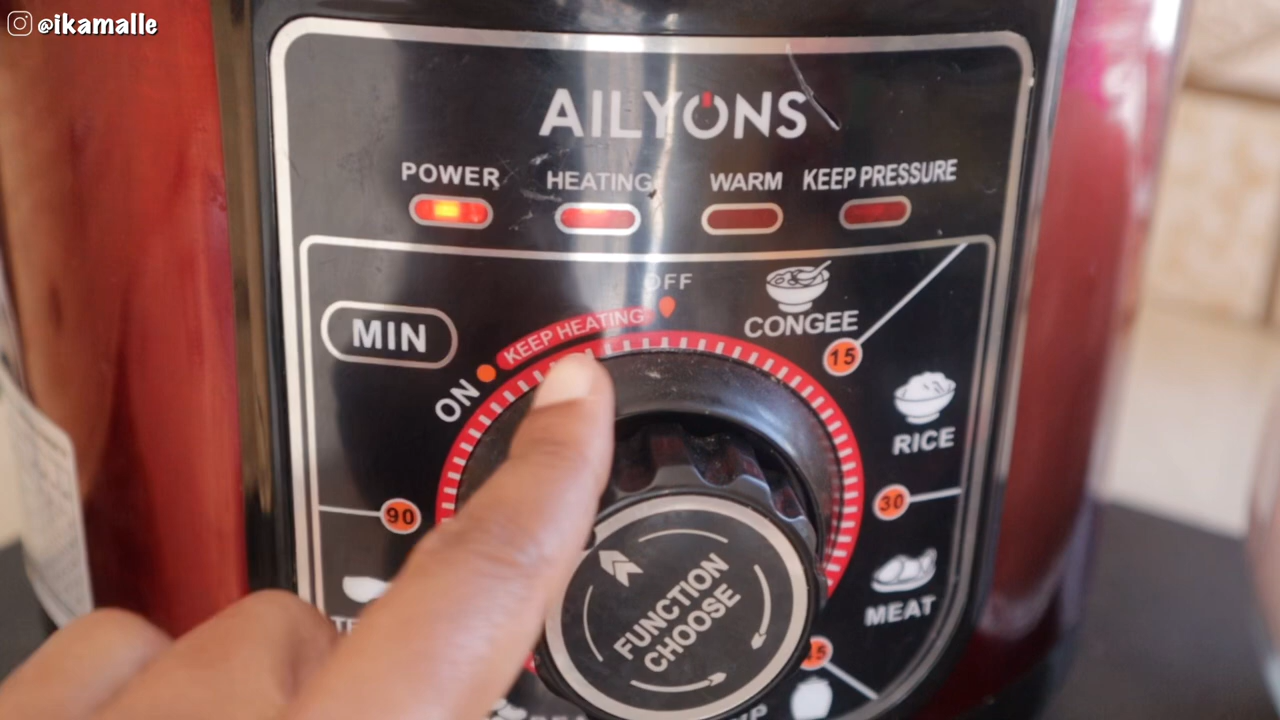 @ikamalle
AILYONS
POWER HEATING WARM KEEP PRESSURE
OFF
MIN
KEEP HEATING
CONGEE
15
ON
RICE
90
30
FUNCTION
CHOOSE
MEAT